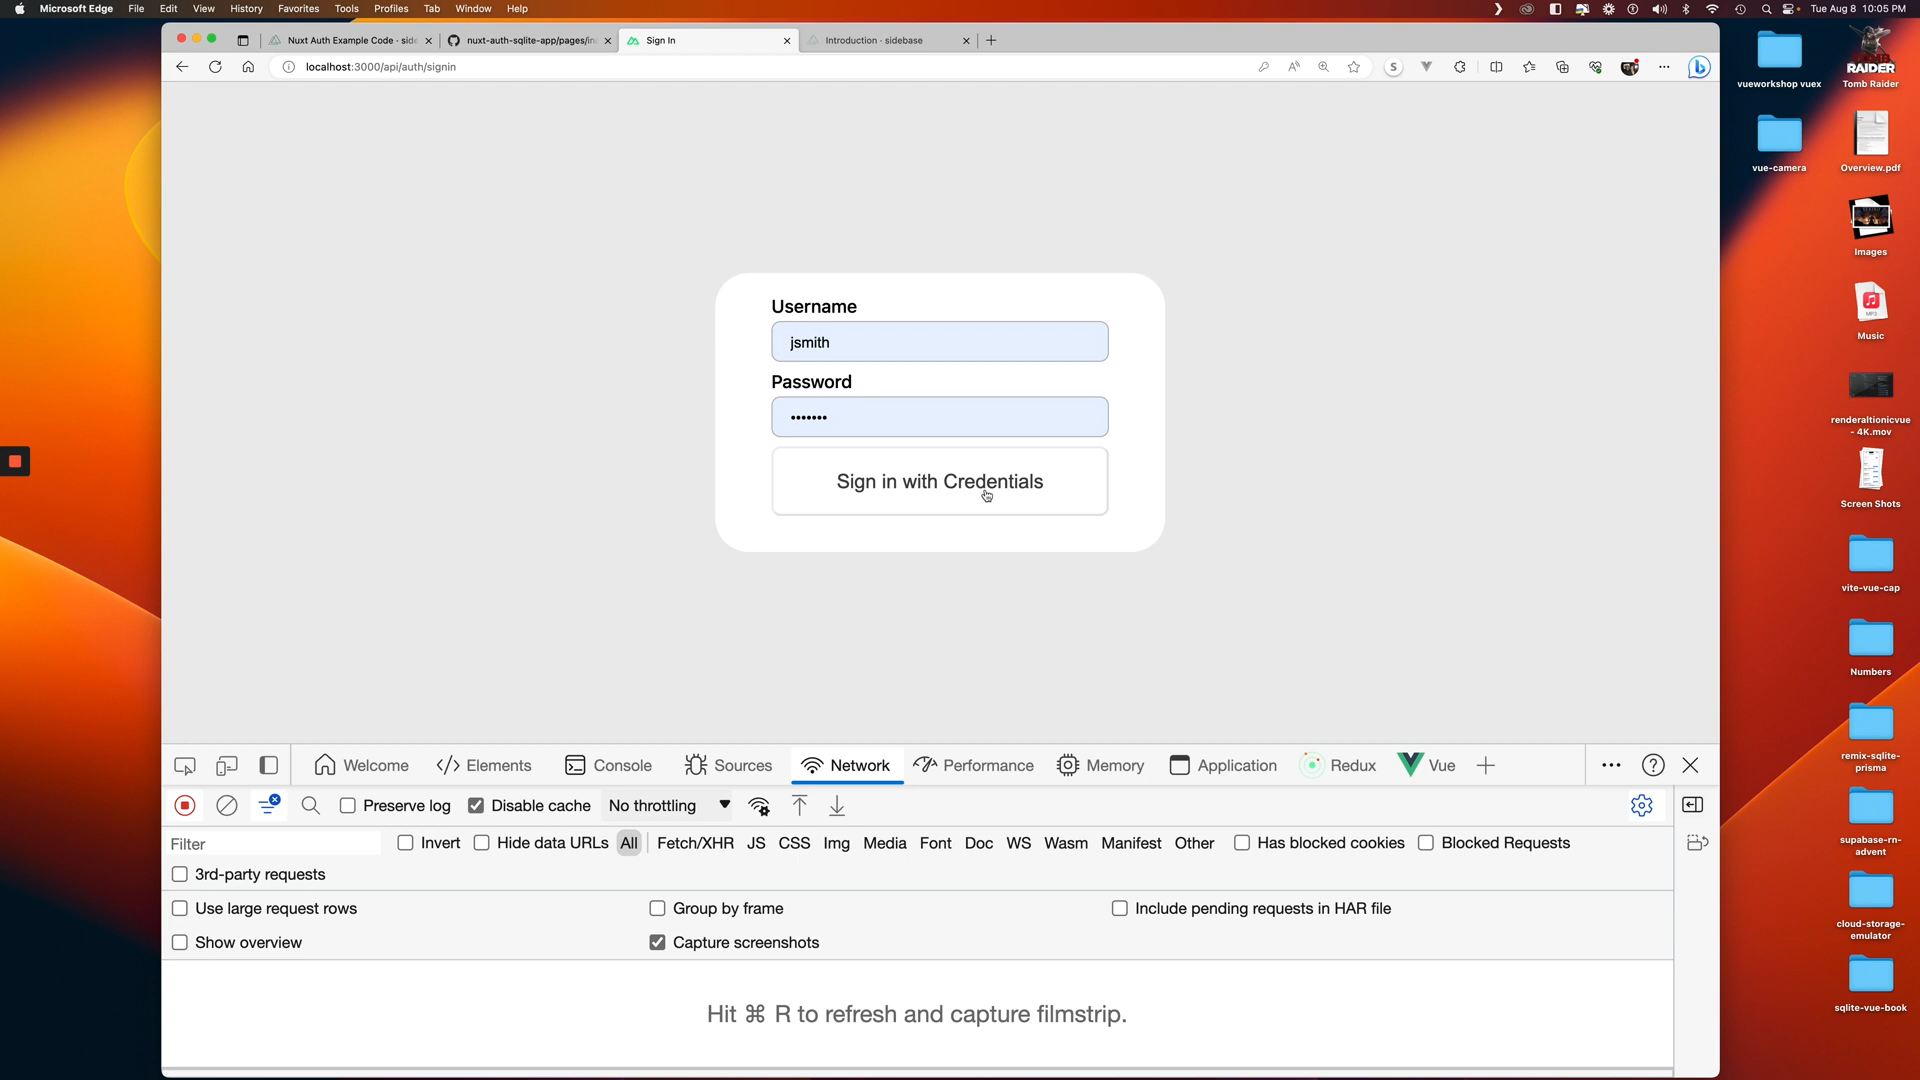 Microsoft Edge File Edit View History Favorites Tools Profiles Tab Window Help
Tue Aug 8 10:05 PM
Nuxt Auth Example Code · side
nuxt-auth-sqlite-app/pages/in
Sign In
Introduction · sidebase
localhost:3000/api/auth/signin
Username
jsmith
Password
•••••••
Sign in with Credentials
Welcome
Elements
Console
Sources
Network
Performance
Memory
Application
Redux
Vue
Preserve log
Disable cache
No throttling
Filter
Invert
Hide data URLs
All
Fetch/XHR JS CSS Img Media Font Doc WS Wasm Manifest Other
Has blocked cookies
Blocked Requests
3rd-party requests
Use large request rows
Group by frame
Include pending requests in HAR file
Show overview
Capture screenshots
Hit ⌘ R to refresh and capture filmstrip.
vueworkshop vuex
RAIDER
Tomb Raider
vue-camera
Overview.pdf
Images
MP3
Music
renderaltionicvue
- 4K.mov
Screen Shots
vite-vue-cap
Numbers
remix-sqlite-
prisma
supabase-rn-
advent
cloud-storage-
emulator
sqlite-vue-book